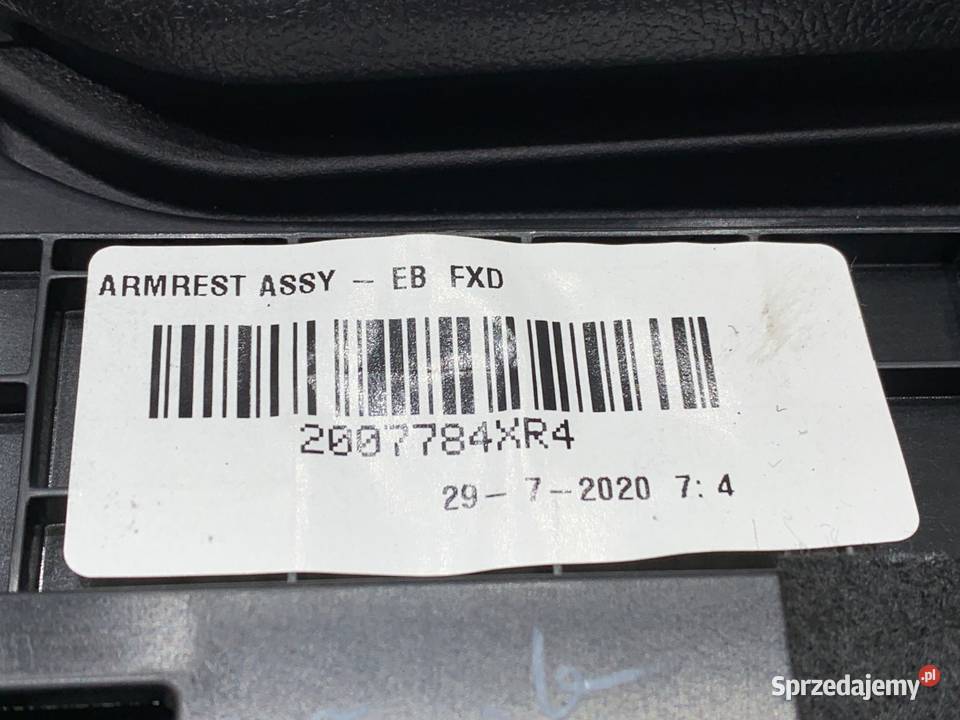 ARMREST ASSY - EB FXD
2007784XR4
29- 7-2020 7: 4
Sprzedajemy.pl